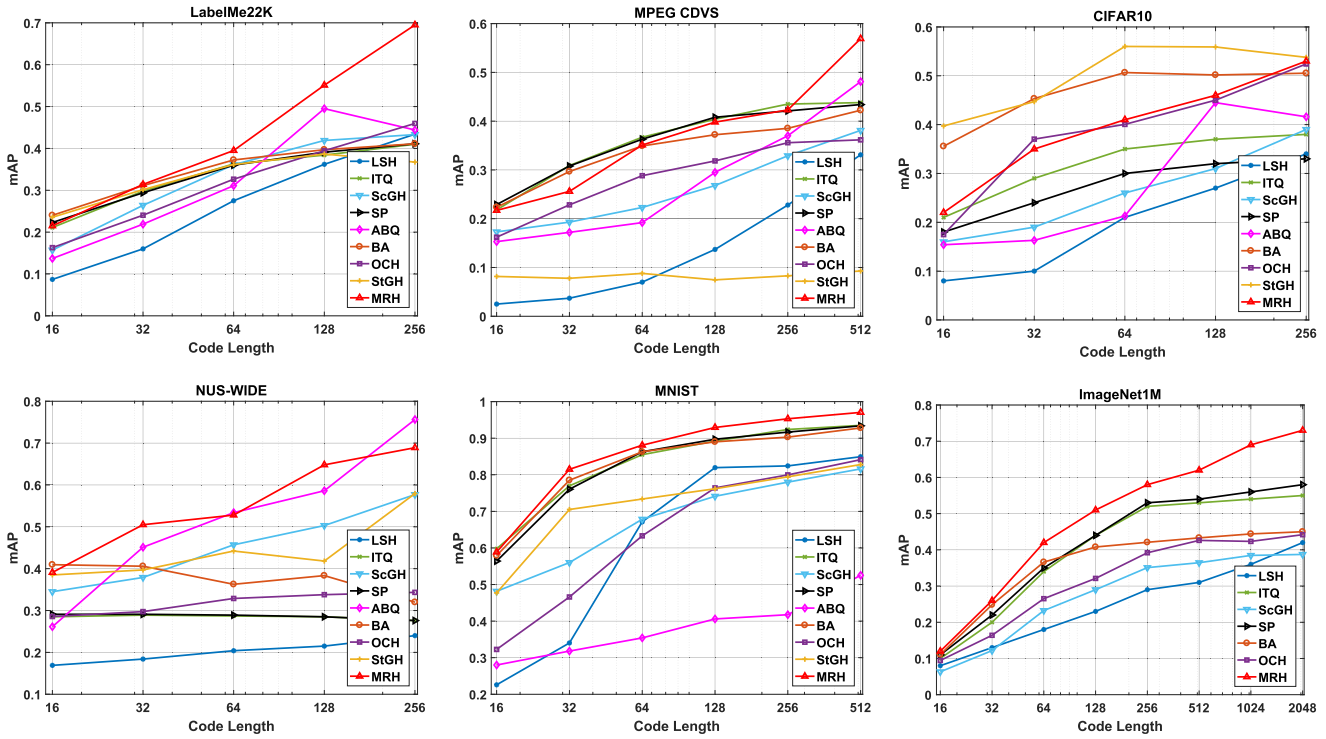 LabelMe22K
mAP
0.7
0.6
0.5
0.4
0.3
0.2
0.1
0
16 32 64 128 256
Code Length
LSH
ITQ
ScGH
SP
ABQ
BA
OCH
StGH
MRH
MPEG CDVS
mAP
0.6
0.5
0.4
0.3
0.2
0.1
0
16 32 64 128 256 512
Code Length
LSH
ITQ
ScGH
SP
ABQ
BA
OCH
StGH
MRH
CIFAR10
mAP
0.6
0.5
0.4
0.3
0.2
0.1
0
16 32 64 128 256
Code Length
LSH
ITQ
ScGH
SP
ABQ
BA
OCH
StGH
MRH
NUS-WIDE
mAP
0.8
0.7
0.6
0.5
0.4
0.3
0.2
0.1
16 32 64 128 256
Code Length
LSH
ITQ
ScGH
SP
ABQ
BA
OCH
StGH
MRH
MNIST
mAP
1
0.9
0.8
0.7
0.6
0.5
0.4
0.3
0.2
16 32 64 128 256 512
Code Length
LSH
ITQ
ScGH
SP
ABQ
BA
OCH
StGH
MRH
ImageNet1M
mAP
0.8
0.7
0.6
0.5
0.4
0.3
0.2
0.1
0
16 32 64 128 256 512 1024 2048
Code Length
LSH
ITQ
ScGH
SP
BA
OCH
MRH